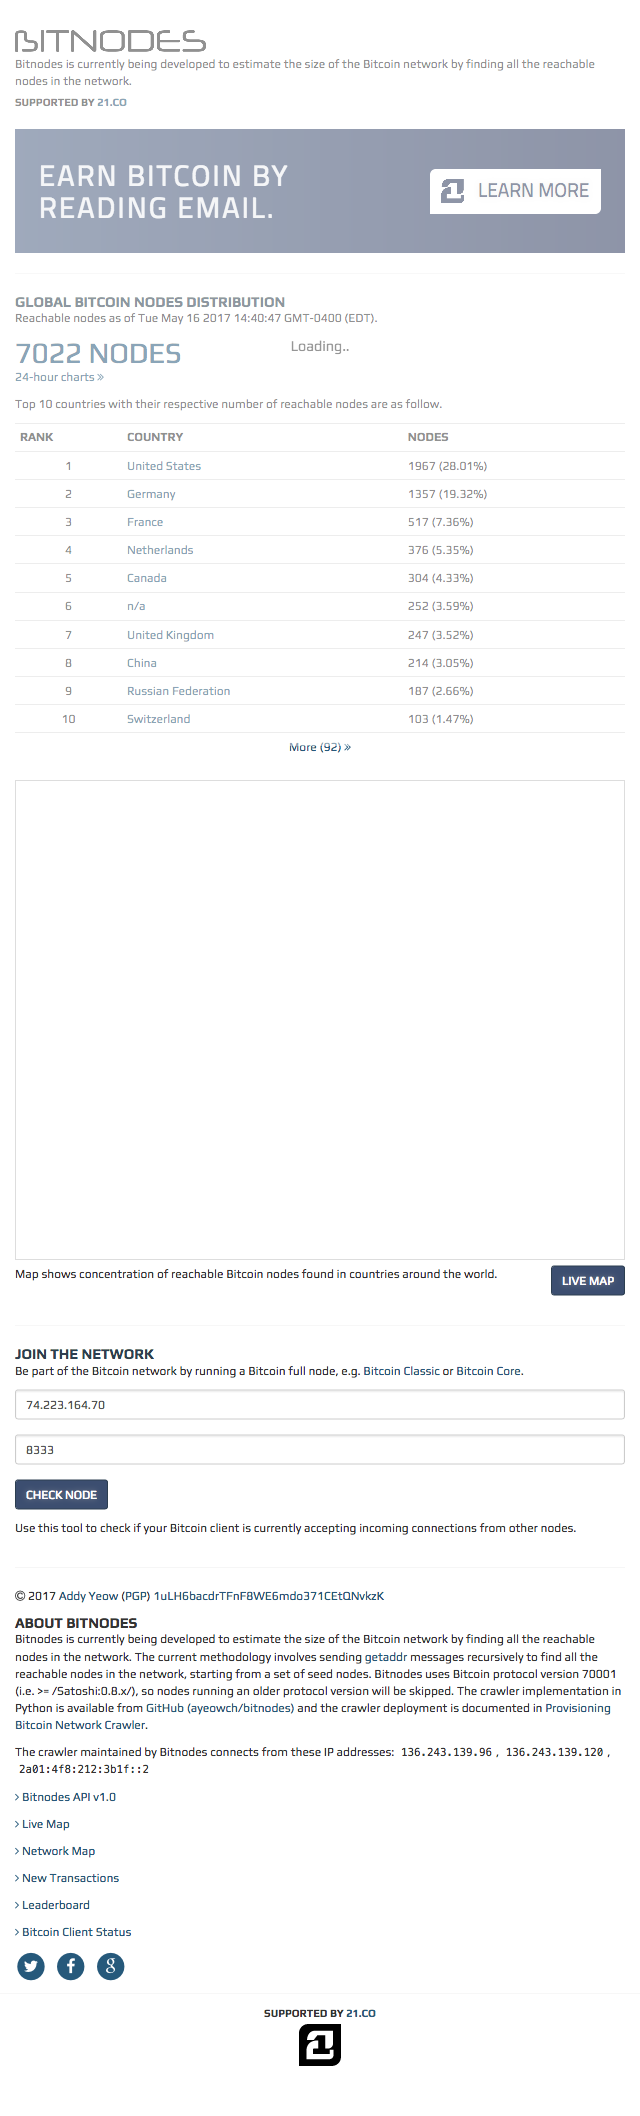 BITNODES
Bitnodes is currently being developed to estimate the size of the Bitcoin network by finding all the reachable
nodes in the network.
SUPPORTED BY 21.CO
EARN BITCOIN BY
READING EMAIL.
LEARN MORE
GLOBAL BITCOIN NODES DISTRIBUTION
Reachable nodes as of Tue May 16 2017 14:40:47 GMT-0400 (EDT).
7022 NODES
Loading..
24-hour charts »
Top 10 countries with their respective number of reachable nodes are as follow.
RANK COUNTRY NODES
1 United States 1967 (28.01%)
2 Germany 1357 (19.32%)
3 France 517 (7.36%)
4 Netherlands 376 (5.35%)
5 Canada 304 (4.33%)
6 n/a 252 (3.59%)
7 United Kingdom 247 (3.52%)
8 China 214 (3.05%)
9 Russian Federation 187 (2.66%)
10 Switzerland 103 (1.47%)
More (92) »
Map shows concentration of reachable Bitcoin nodes found in countries around the world.
LIVE MAP
JOIN THE NETWORK
Be part of the Bitcoin network by running a Bitcoin full node, e.g. Bitcoin Classic or Bitcoin Core.
74.223.164.70
8333
CHECK NODE
Use this tool to check if your Bitcoin client is currently accepting incoming connections from other nodes.
© 2017 Addy Yeow (PGP) 1uLH6bacdrTFnF8WE6mdo371CEtQNvkzK
ABOUT BITNODES
Bitnodes is currently being developed to estimate the size of the Bitcoin network by finding all the reachable
nodes in the network. The current methodology involves sending getaddr messages recursively to find all the
reachable nodes in the network, starting from a set of seed nodes. Bitnodes uses Bitcoin protocol version 70001
(i.e. >= /Satoshi:0.8.x/), so nodes running an older protocol version will be skipped. The crawler implementation in
Python is available from GitHub (ayeowch/bitnodes) and the crawler deployment is documented in Provisioning
Bitcoin Network Crawler.
The crawler maintained by Bitnodes connects from these IP addresses: 136.243.139.96 , 136.243.139.120 ,
2a01:4f8:212:3b1f::2
> Bitnodes API v1.0
> Live Map
> Network Map
> New Transactions
> Leaderboard
> Bitcoin Client Status
SUPPORTED BY 21.CO